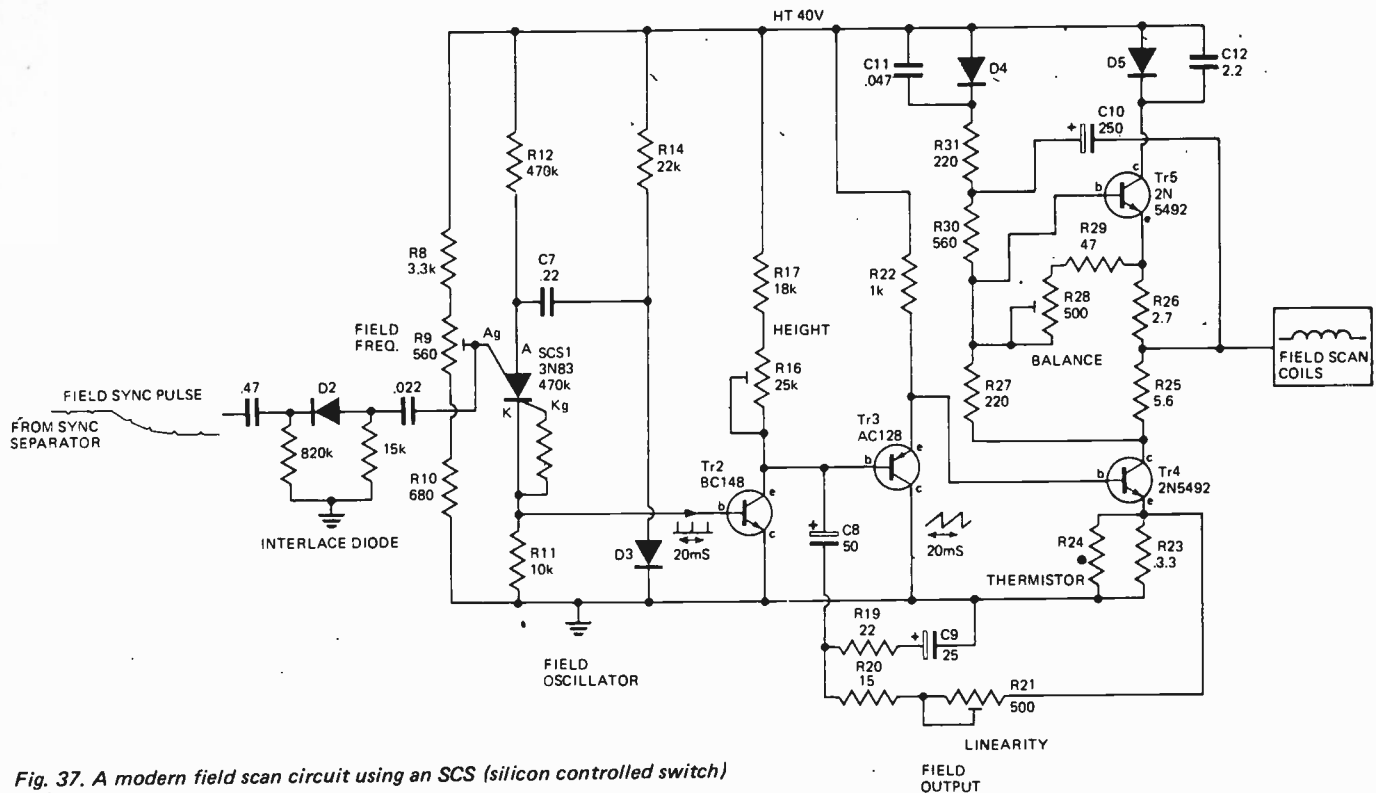 HT 40V
C11
.047
D4
D5
C12
2.2
C10
+ 250
R12
470k
R14
22k
R31
220
c
b
Tr5
2N
5492
e
R30
560
R29
47
R8
3.3k
C7
.22
R17
18k
R22
1k
R28
500
R26
2.7
FIELD
FREQ.
Ag
A
R9
560
SCS1
3N83
470k
HEIGHT
R16
25k
BALANCE
FIELD SCAN
COILS
FIELD SYNC PULSE
FROM SYNC
SEPARATOR
.47
D2
.022
K
Kg
R27
220
R25
5.6
Tr3
AC128
b
e
c
820k
15k
R10
680
Tr2
BC148
b
e
c
c
b
Tr4
2N5492
e
INTERLACE DIODE
R11
10k
20mS
D3
+
C8
50
20mS
R24
THERMISTOR
R23
.3.3
R19
22
+
C9
25
FIELD
OSCILLATOR
R20
15
R21
500
LINEARITY
Fig. 37. A modern field scan circuit using an SCS (silicon controlled switch)
FIELD
OUTPUT